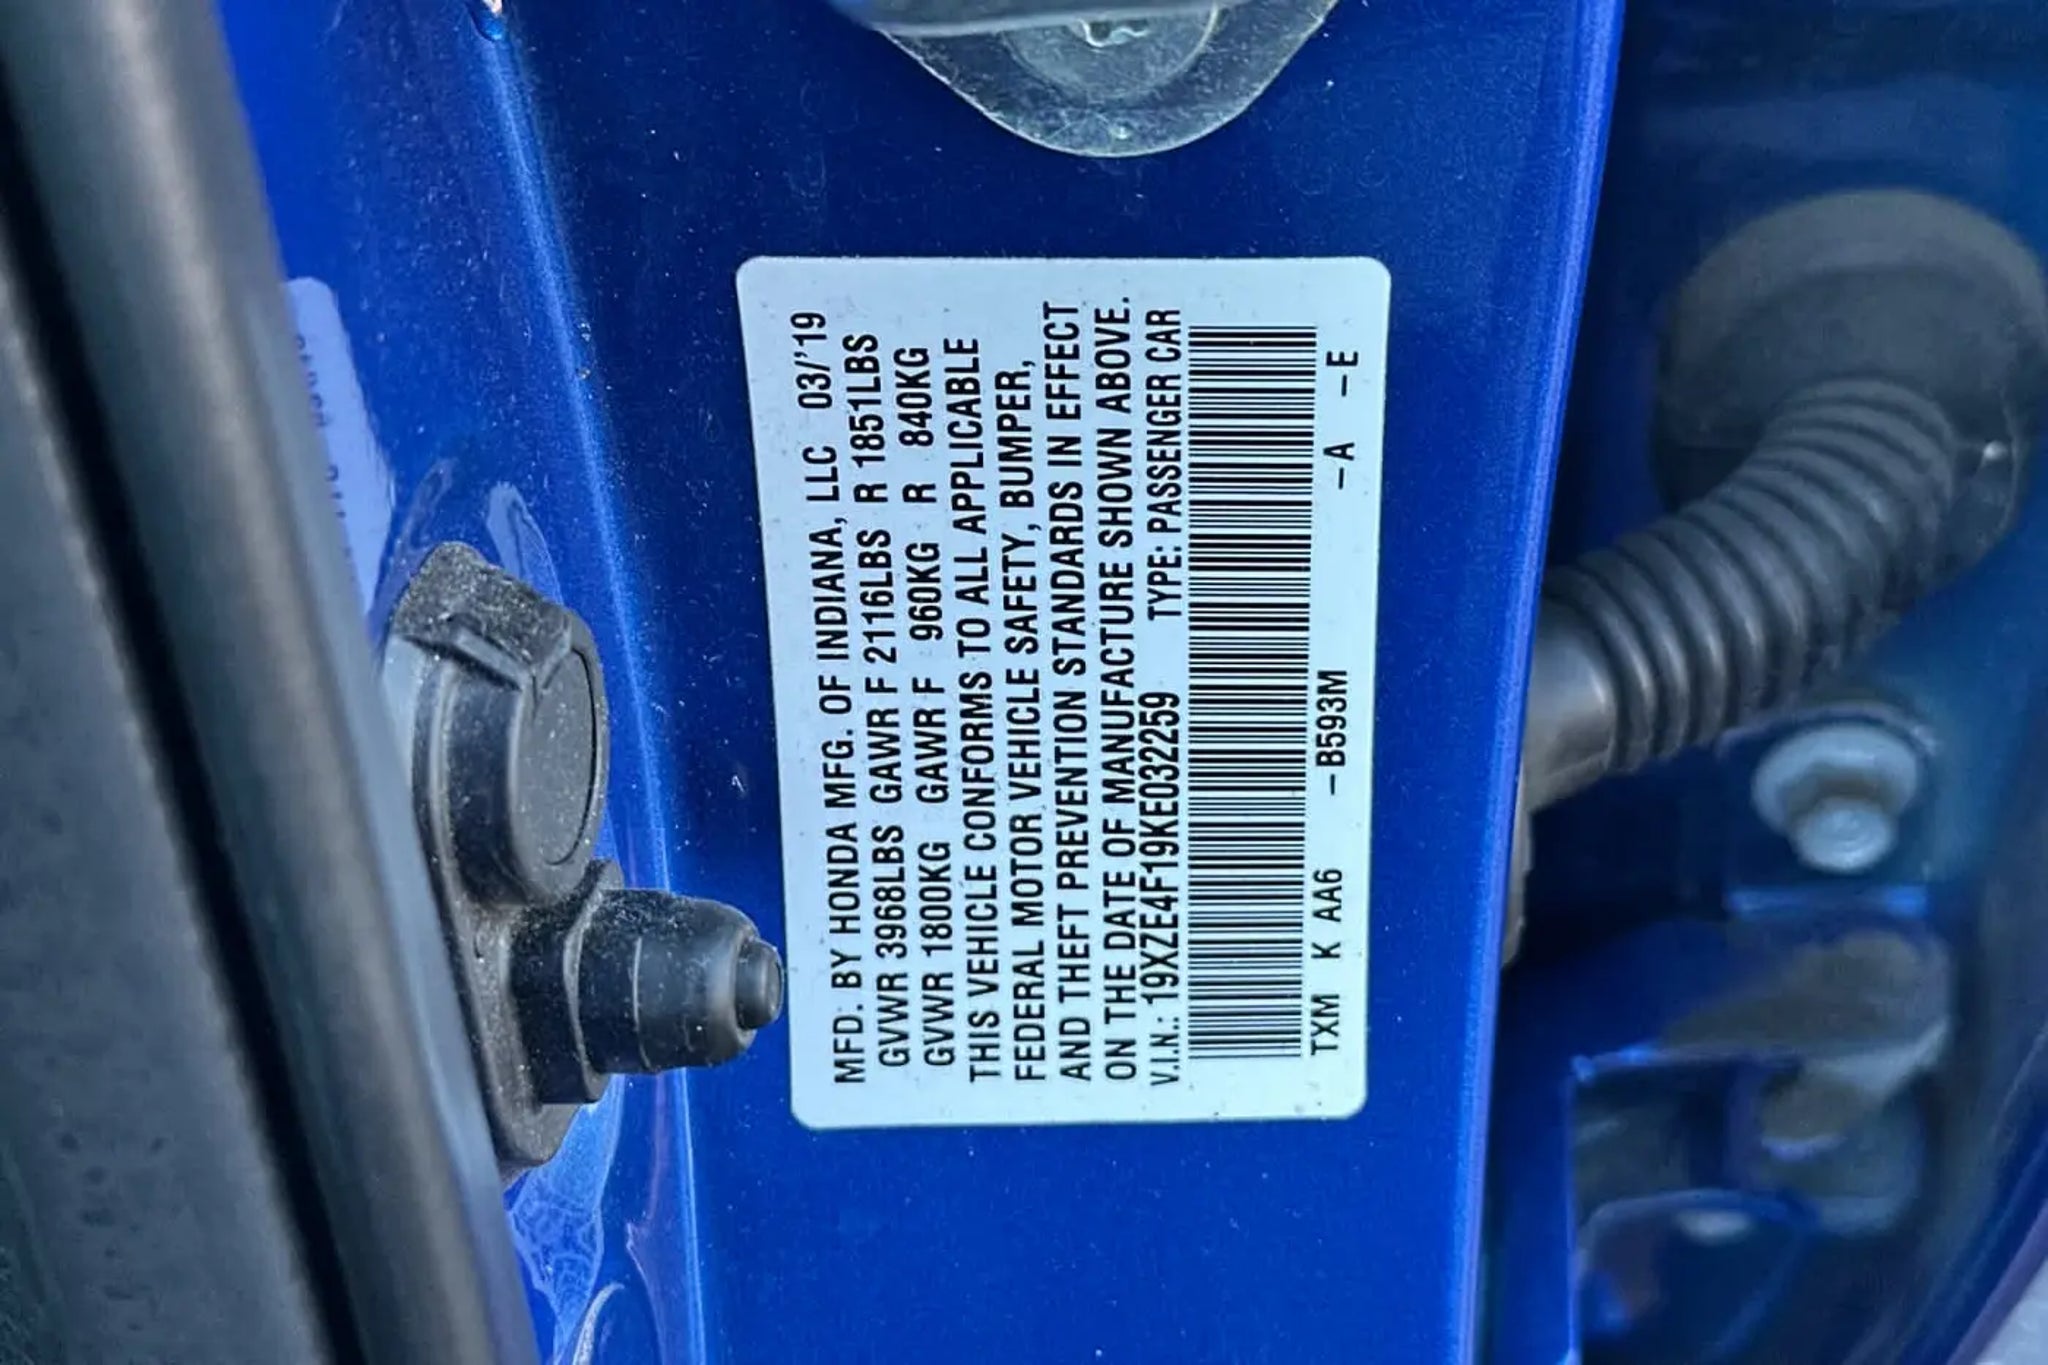 MFD. BY HONDA MFG. OF INDIANA, LLC 03/'19
GVWR 3968LBS GAWR F 2116LBS R 1851LBS
GVWR 1800KG GAWR F 960KG R 840KG
THIS VEHICLE CONFORMS TO ALL APPLICABLE
FEDERAL MOTOR VEHICLE SAFETY, BUMPER,
AND THEFT PREVENTION STANDARDS IN EFFECT
ON THE DATE OF MANUFACTURE SHOWN ABOVE.
V.I.N.: 19XZE4F19KE032259 TYPE: PASSENGER CAR
TXM K AA6 -B593M -A -E